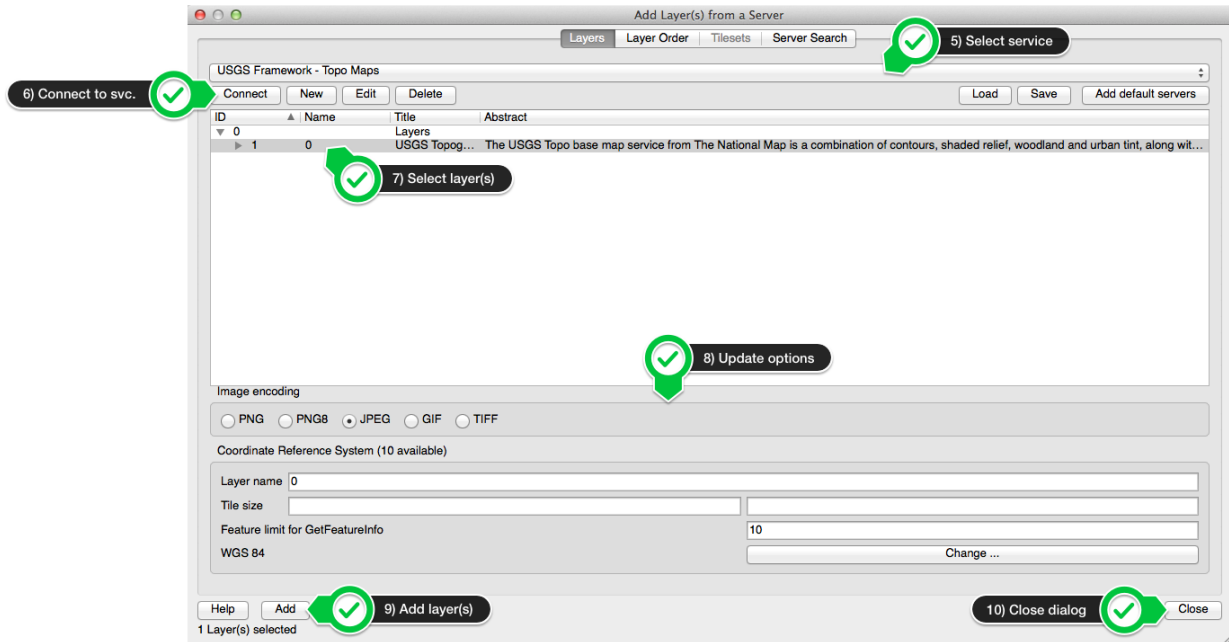 Add Layer(s) from a Server
Layers Layer Order Tilesets Server Search
5) Select service
USGS Framework - Topo Maps
6) Connect to svc.
Connect New Edit Delete Load Save Add default servers
ID Name Title Abstract
0 Layers
1 0 USGS Topog... The USGS Topo base map service from The National Map is a combination of contours, shaded relief, woodland and urban tint, along wit...
7) Select layer(s)
8) Update options
Image encoding
PNG PNG8 JPEG GIF TIFF
Coordinate Reference System (10 available)
Layer name 0
Tile size
Feature limit for GetFeatureInfo 10
WGS 84 Change ...
Help Add 9) Add layer(s) 10) Close dialog Close
1 Layer(s) selected